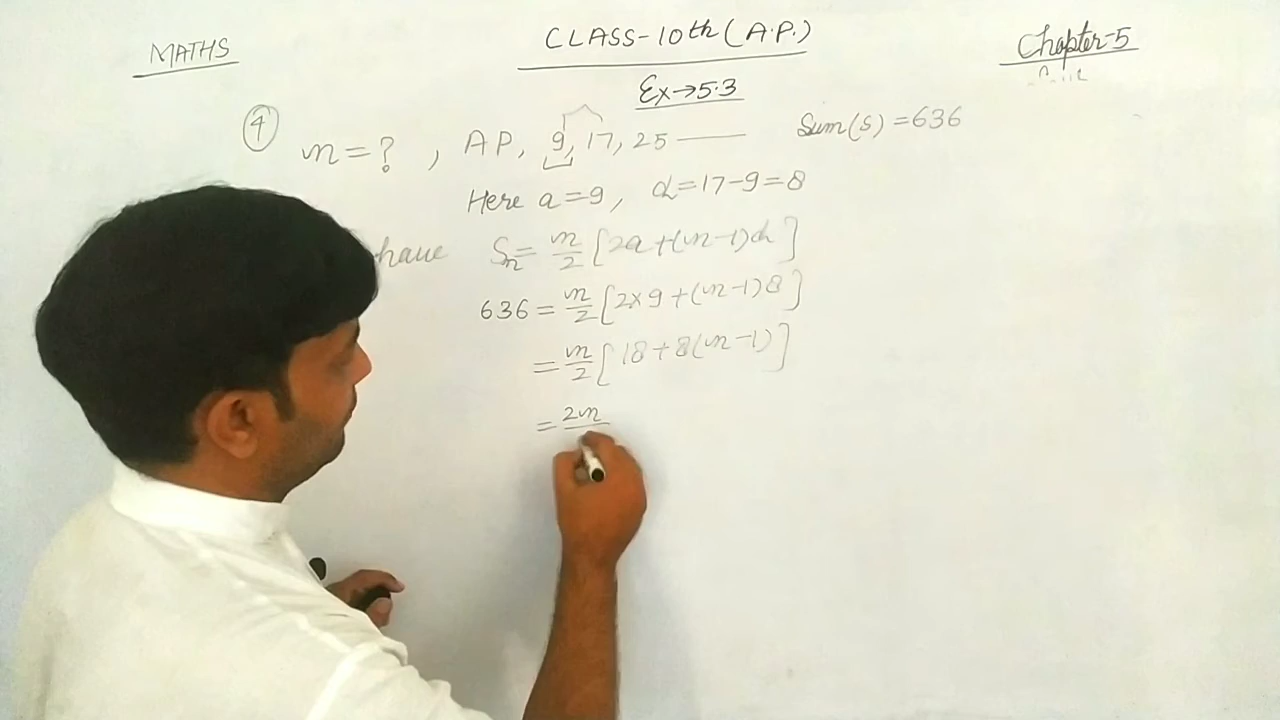 MATHS
CLASS-10th (A.P.)
Chapter-5
Ex→5.3
④ n=? , AP, 9, 17, 25 —— Sum(S) = 636
Here a=9, d=17-9=8
have Sn = n/2 [2a+(n-1)d]
636 = n/2 [2×9+(n-1)8]
= n/2 [18+8(n-1)]
= 2n